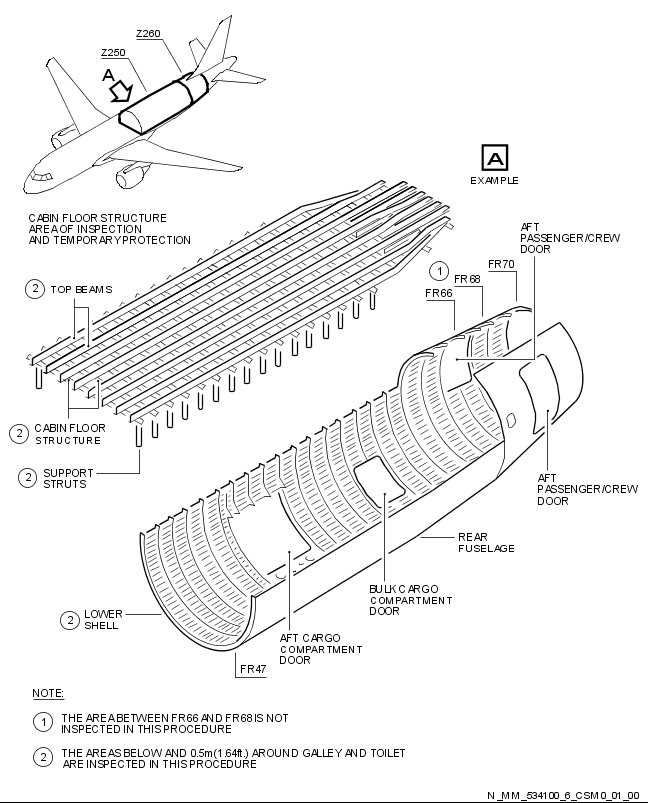 Z260
Z250
A
A
EXAMPLE
CABIN FLOOR STRUCTURE
AREA OF INSPECTION
AND TEMPORARY PROTECTION
AFT
PASSENGER/CREW
DOOR
1
FR70
FR68
FR66
2 TOP BEAMS
2 CABIN FLOOR
STRUCTURE
2 SUPPORT
STRUTS
AFT
PASSENGER/CREW
DOOR
REAR
FUSELAGE
BULK CARGO
COMPARTMENT
DOOR
2 LOWER
SHELL
AFT CARGO
COMPARTMENT
DOOR
FR47
NOTE:
1 THE AREA BETWEEN FR66 AND FR68 IS NOT
INSPECTED IN THIS PROCEDURE
2 THE AREAS BELOW AND 0.5m(1.64ft.) AROUND GALLEY AND TOILET
ARE INSPECTED IN THIS PROCEDURE
N_MM_534100_6_CSM0_01_00